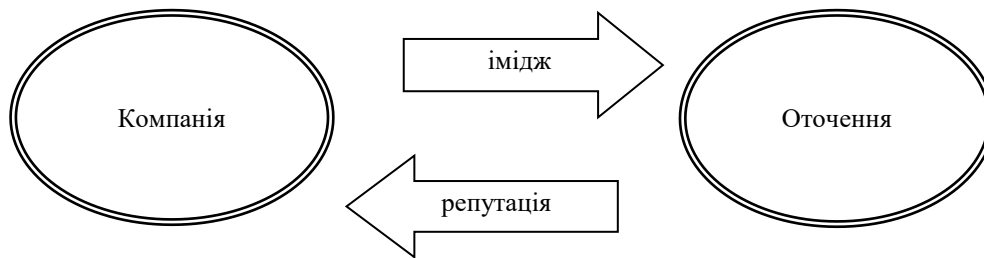 імідж
Компанія
Оточення
репутація